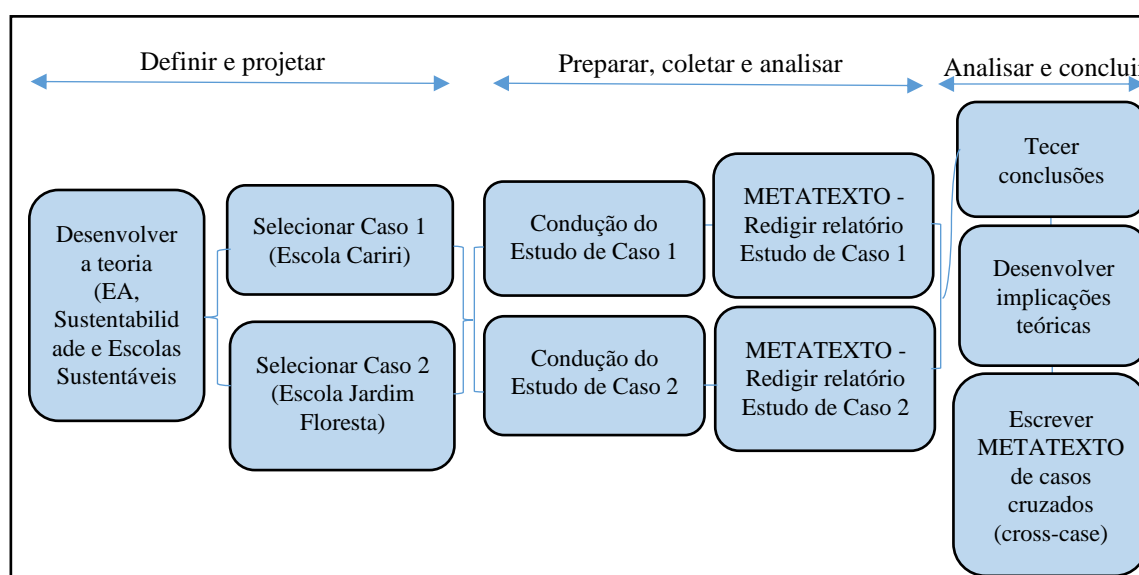 Definir e projetar
Preparar, coletar e analisar
Analisar e concluir
Desenvolver
a teoria
(EA,
Sustentabilid
ade e Escolas
Sustentáveis
Selecionar Caso 1
(Escola Cariri)
Selecionar Caso 2
(Escola Jardim
Floresta)
Condução do
Estudo de Caso 1
Condução do
Estudo de Caso 2
METATEXTO -
Redigir relatório
Estudo de Caso 1
METATEXTO -
Redigir relatório
Estudo de Caso 2
Tecer
conclusões
Desenvolver
implicações
teóricas
Escrever
METATEXTO
de casos
cruzados
(cross-case)